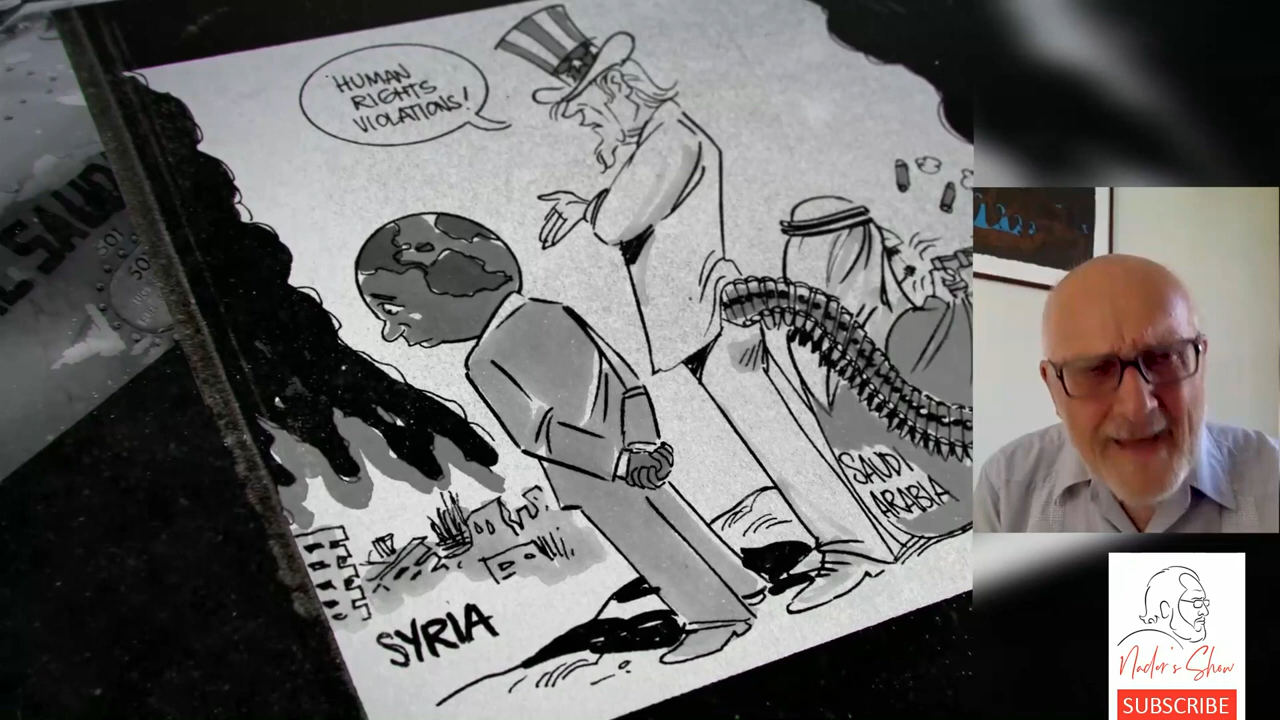 HUMAN
RIGHTS
VIOLATIONS!
SAUDI
ARABIA
SYRIA
Nader's Show
SUBSCRIBE